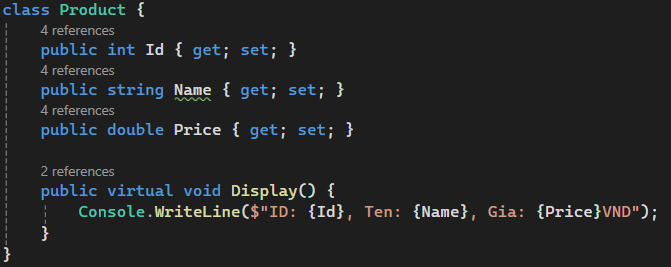 class Product {
4 references
public int Id { get; set; }
4 references
public string Name { get; set; }
4 references
public double Price { get; set; }
2 references
public virtual void Display() {
Console.WriteLine($"ID: {Id}, Ten: {Name}, Gia: {Price}VND");
}
}